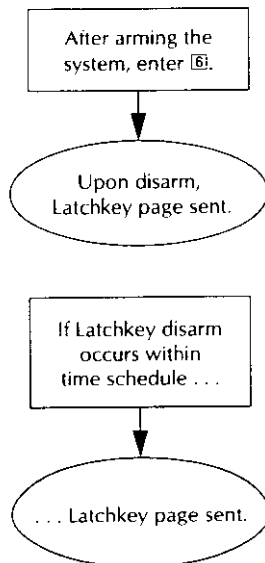 After arming the
system, enter 6.
Upon disarm,
Latchkey page sent.
If Latchkey disarm
occurs within
time schedule . . .
. . . Latchkey page sent.